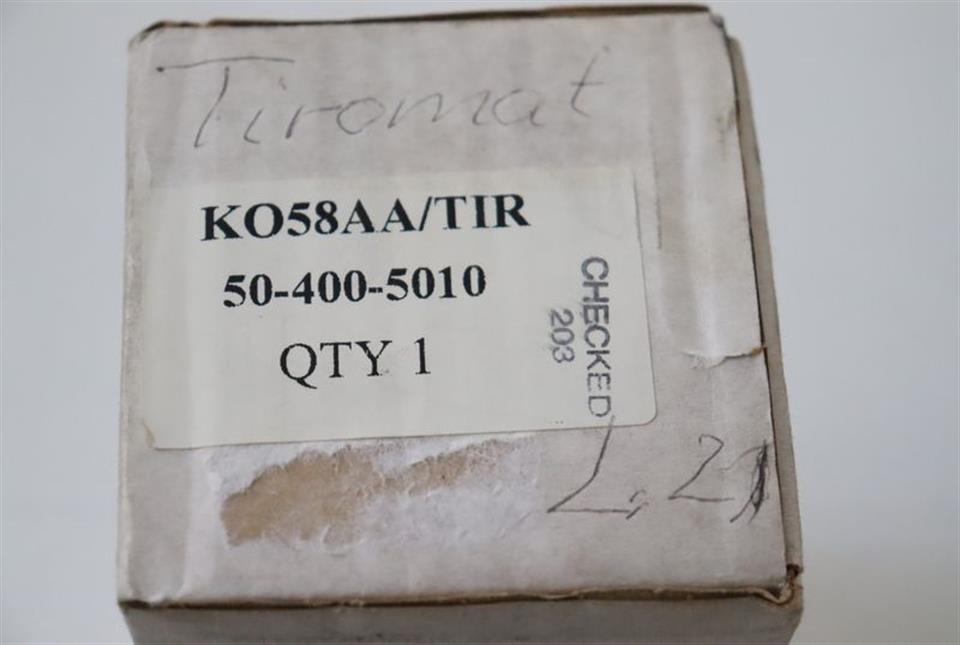 Tiromat
KO58AA/TIR
50-400-5010
QTY 1
CHECKED
203